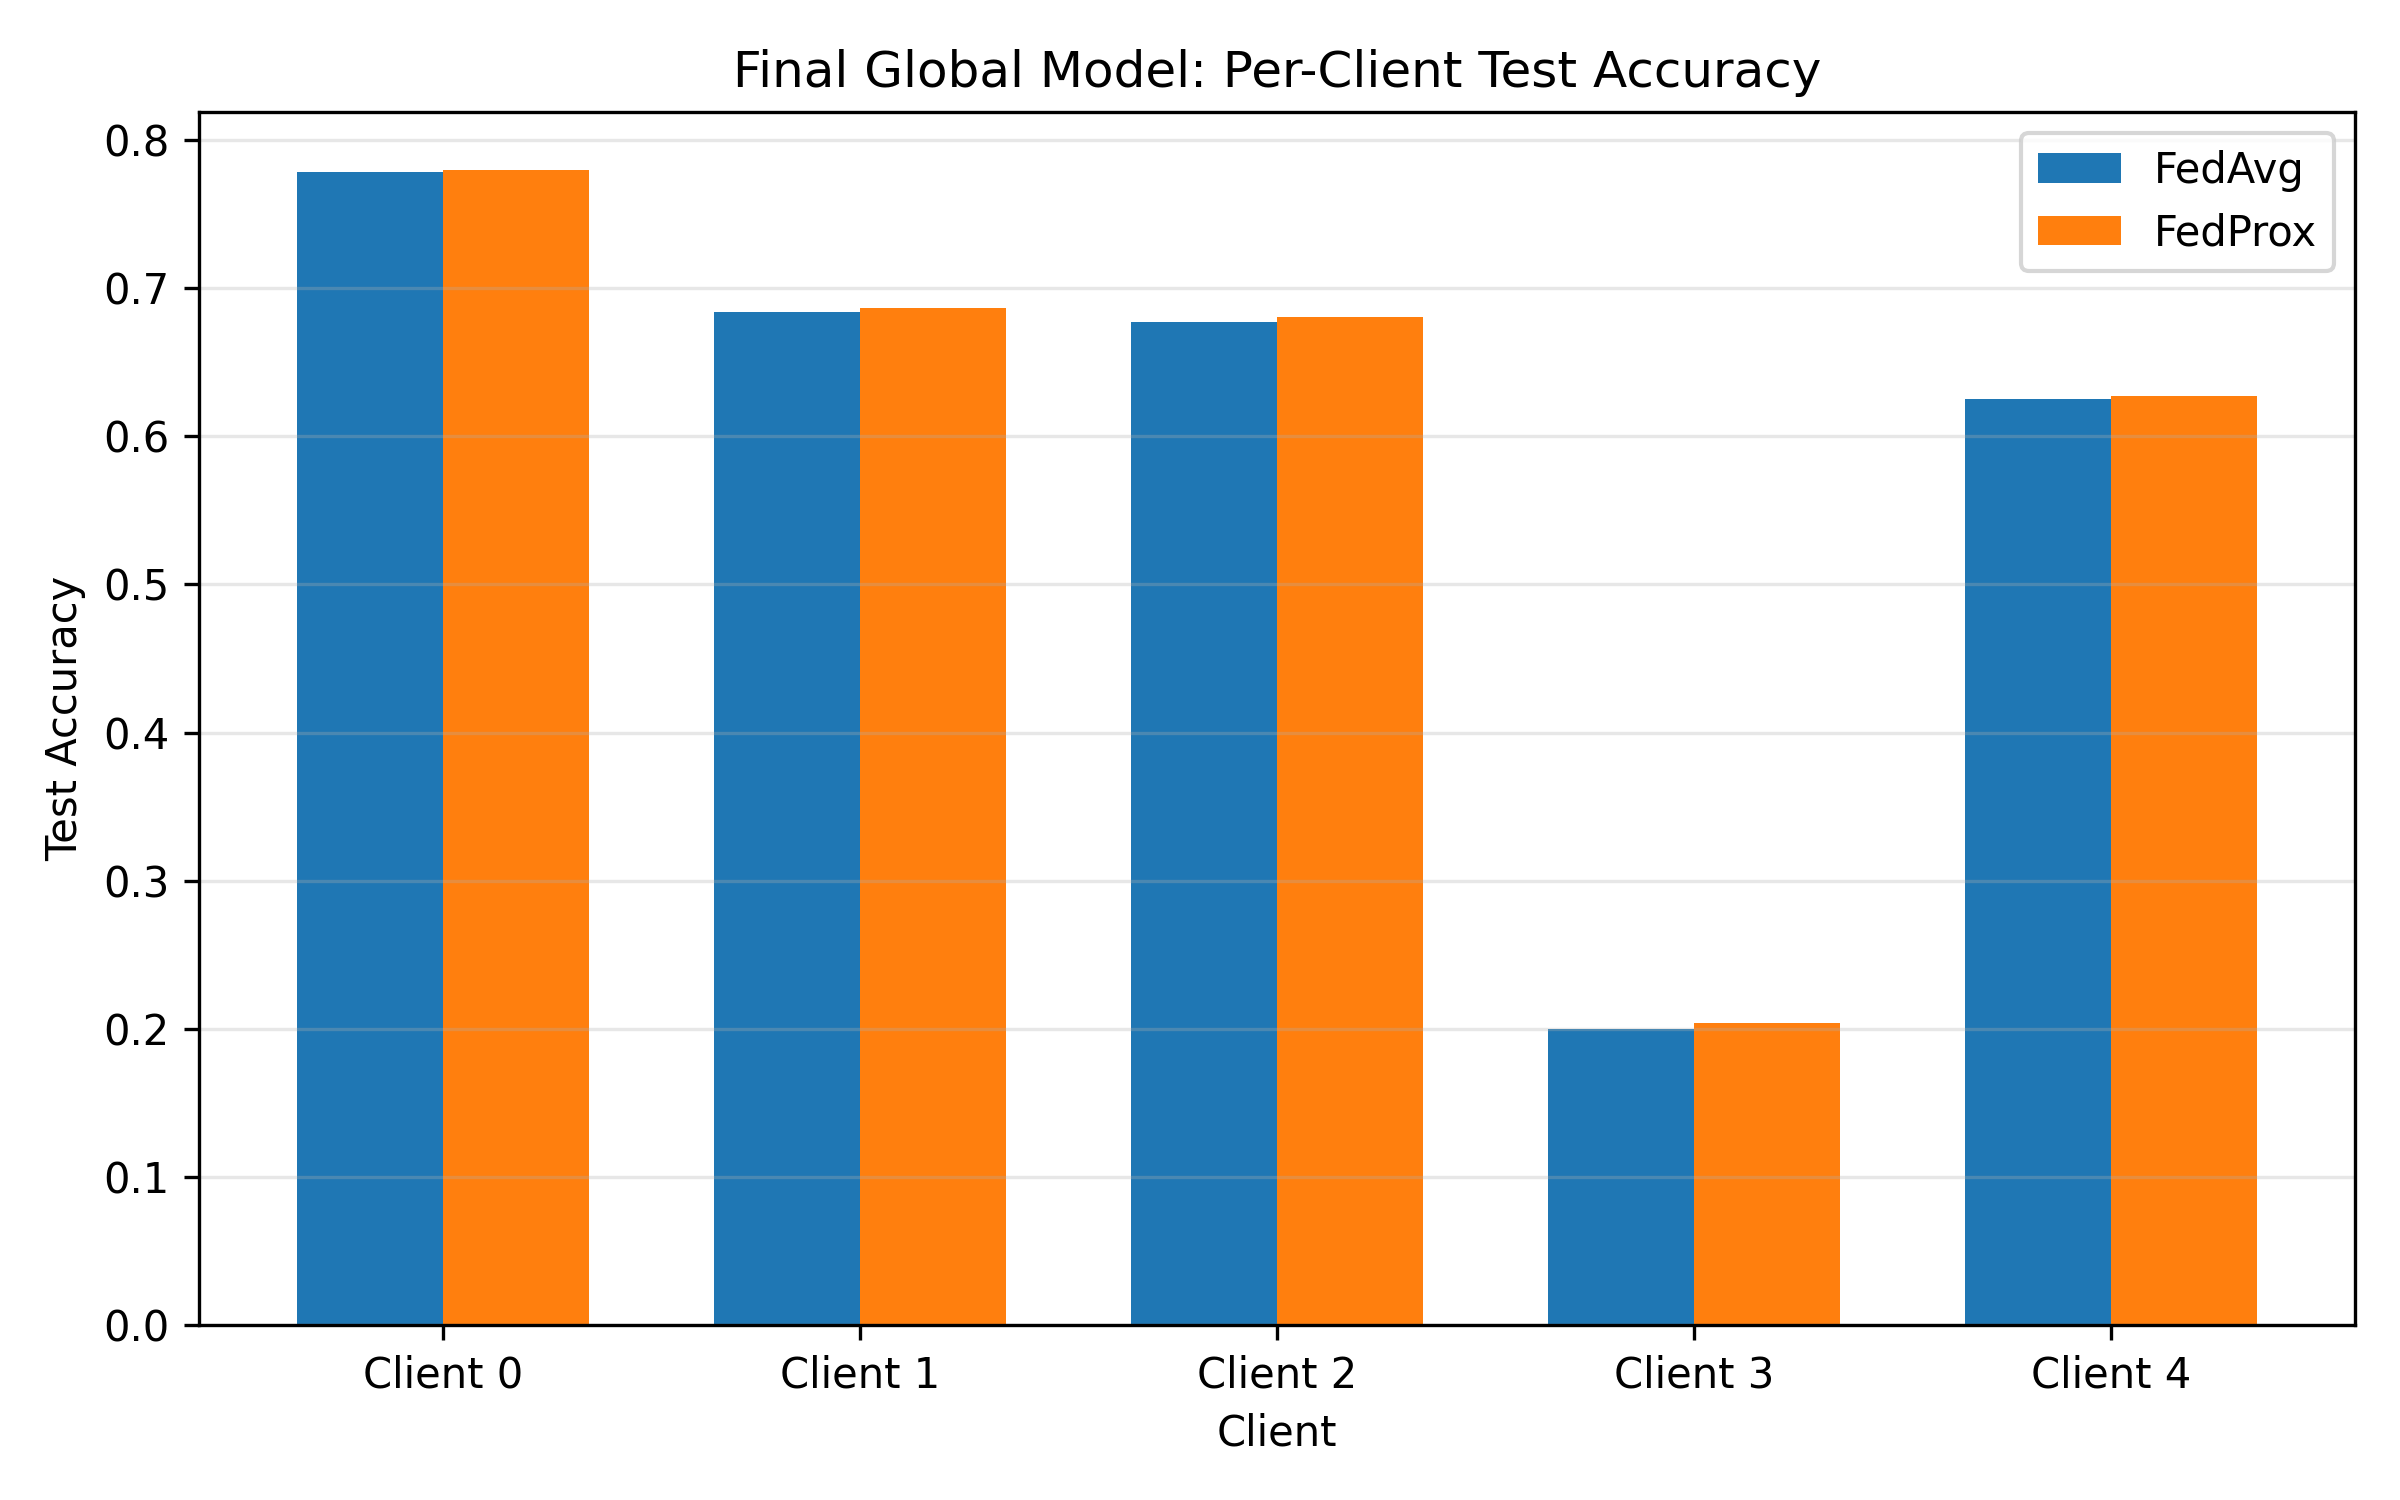 Final Global Model: Per-Client Test Accuracy
FedAvg
FedProx
Test Accuracy
0.8
0.7
0.6
0.5
0.4
0.3
0.2
0.1
0.0
Client 0
Client 1
Client 2
Client 3
Client 4
Client